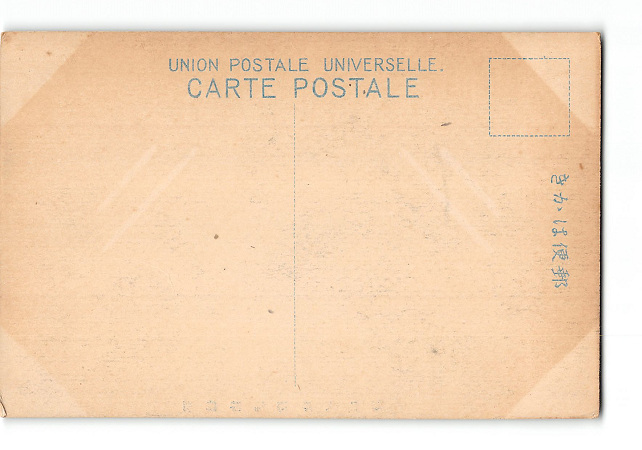 UNION POSTALE UNIVERSELLE.
CARTE POSTALE
きかは便郵